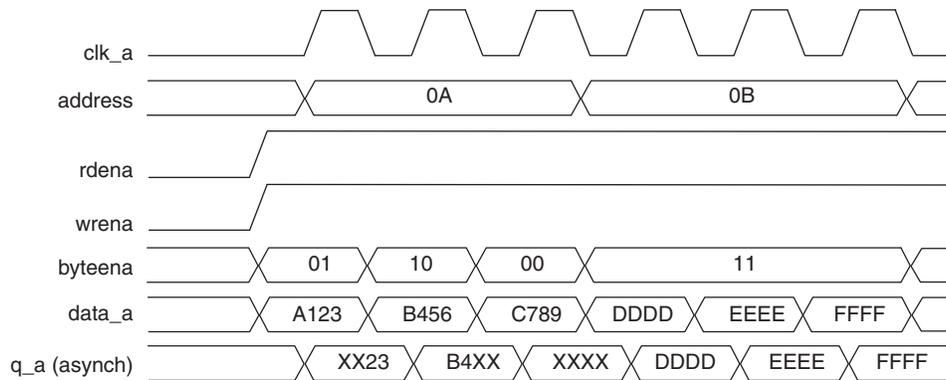 clk_a
address 0A 0B
rdena
wrena
byteena 01 10 00 11
data_a A123 B456 C789 DDDD EEEE FFFF
q_a (asynch) XX23 B4XX XXXX DDDD EEEE FFFF